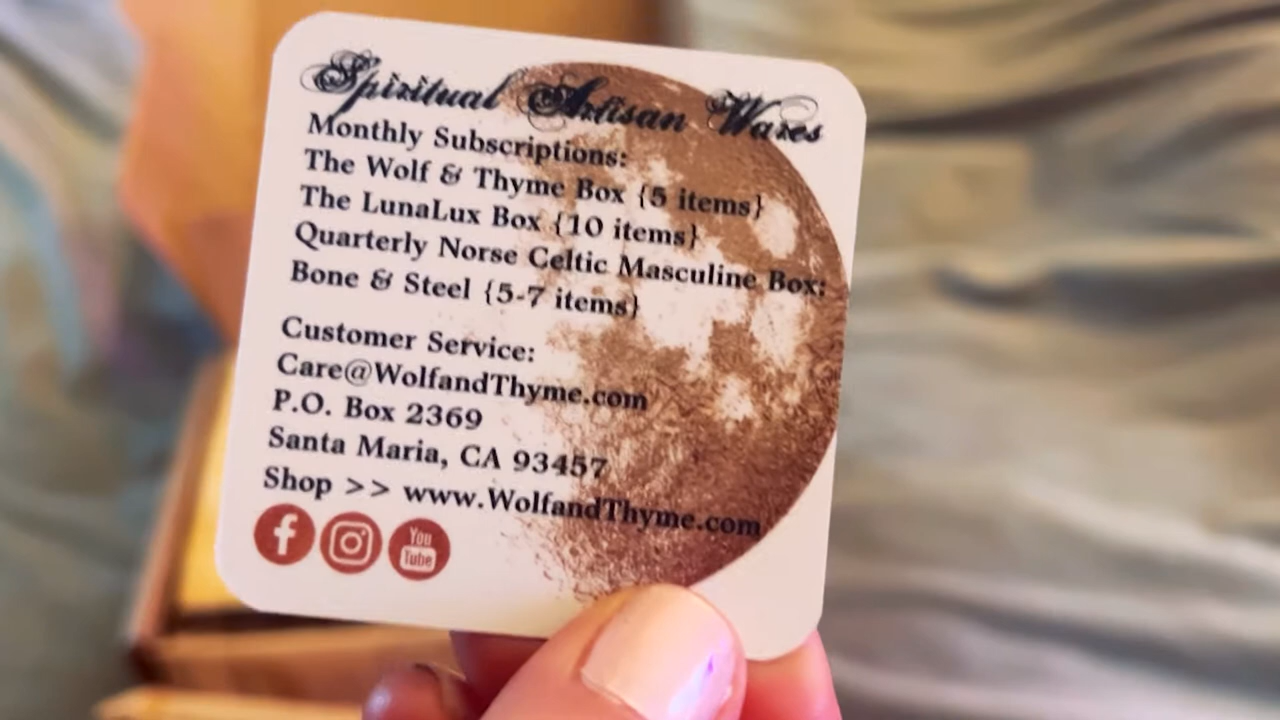 Spiritual Artisan Wares
Monthly Subscriptions:
The Wolf & Thyme Box {5 items}
The LunaLux Box {10 items}
Quarterly Norse Celtic Masculine Box:
Bone & Steel {5-7 items}
Customer Service:
Care@WolfandThyme.com
P.O. Box 2369
Santa Maria, CA 93457
Shop >> www.WolfandThyme.com
You
Tube